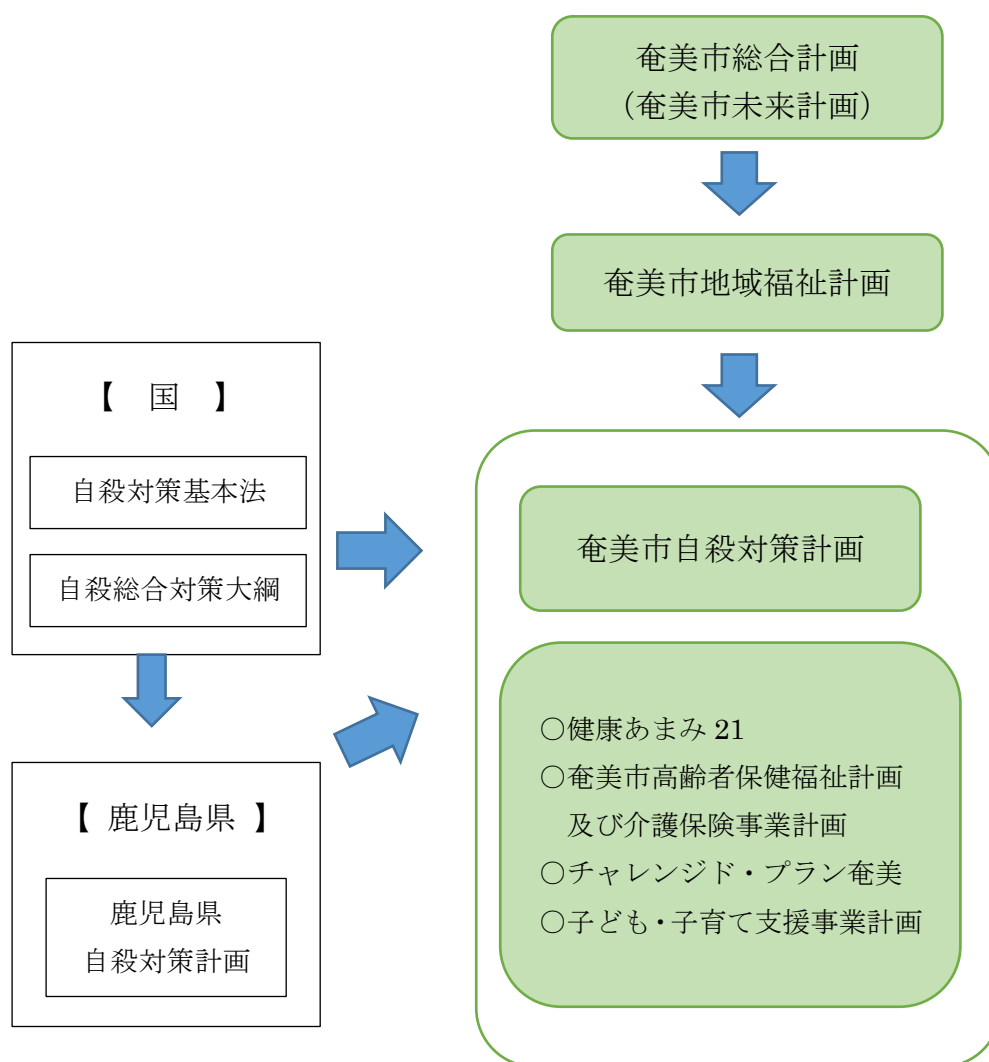 奄美市総合計画
（奄美市未来計画）
奄美市地域福祉計画
【　国　】
自殺対策基本法
自殺総合対策大綱
【 鹿児島県 】
鹿児島県
自殺対策計画
奄美市自殺対策計画
○健康あまみ 21
○奄美市高齢者保健福祉計画
及び介護保険事業計画
○チャレンジド・プラン奄美
○子ども・子育て支援事業計画